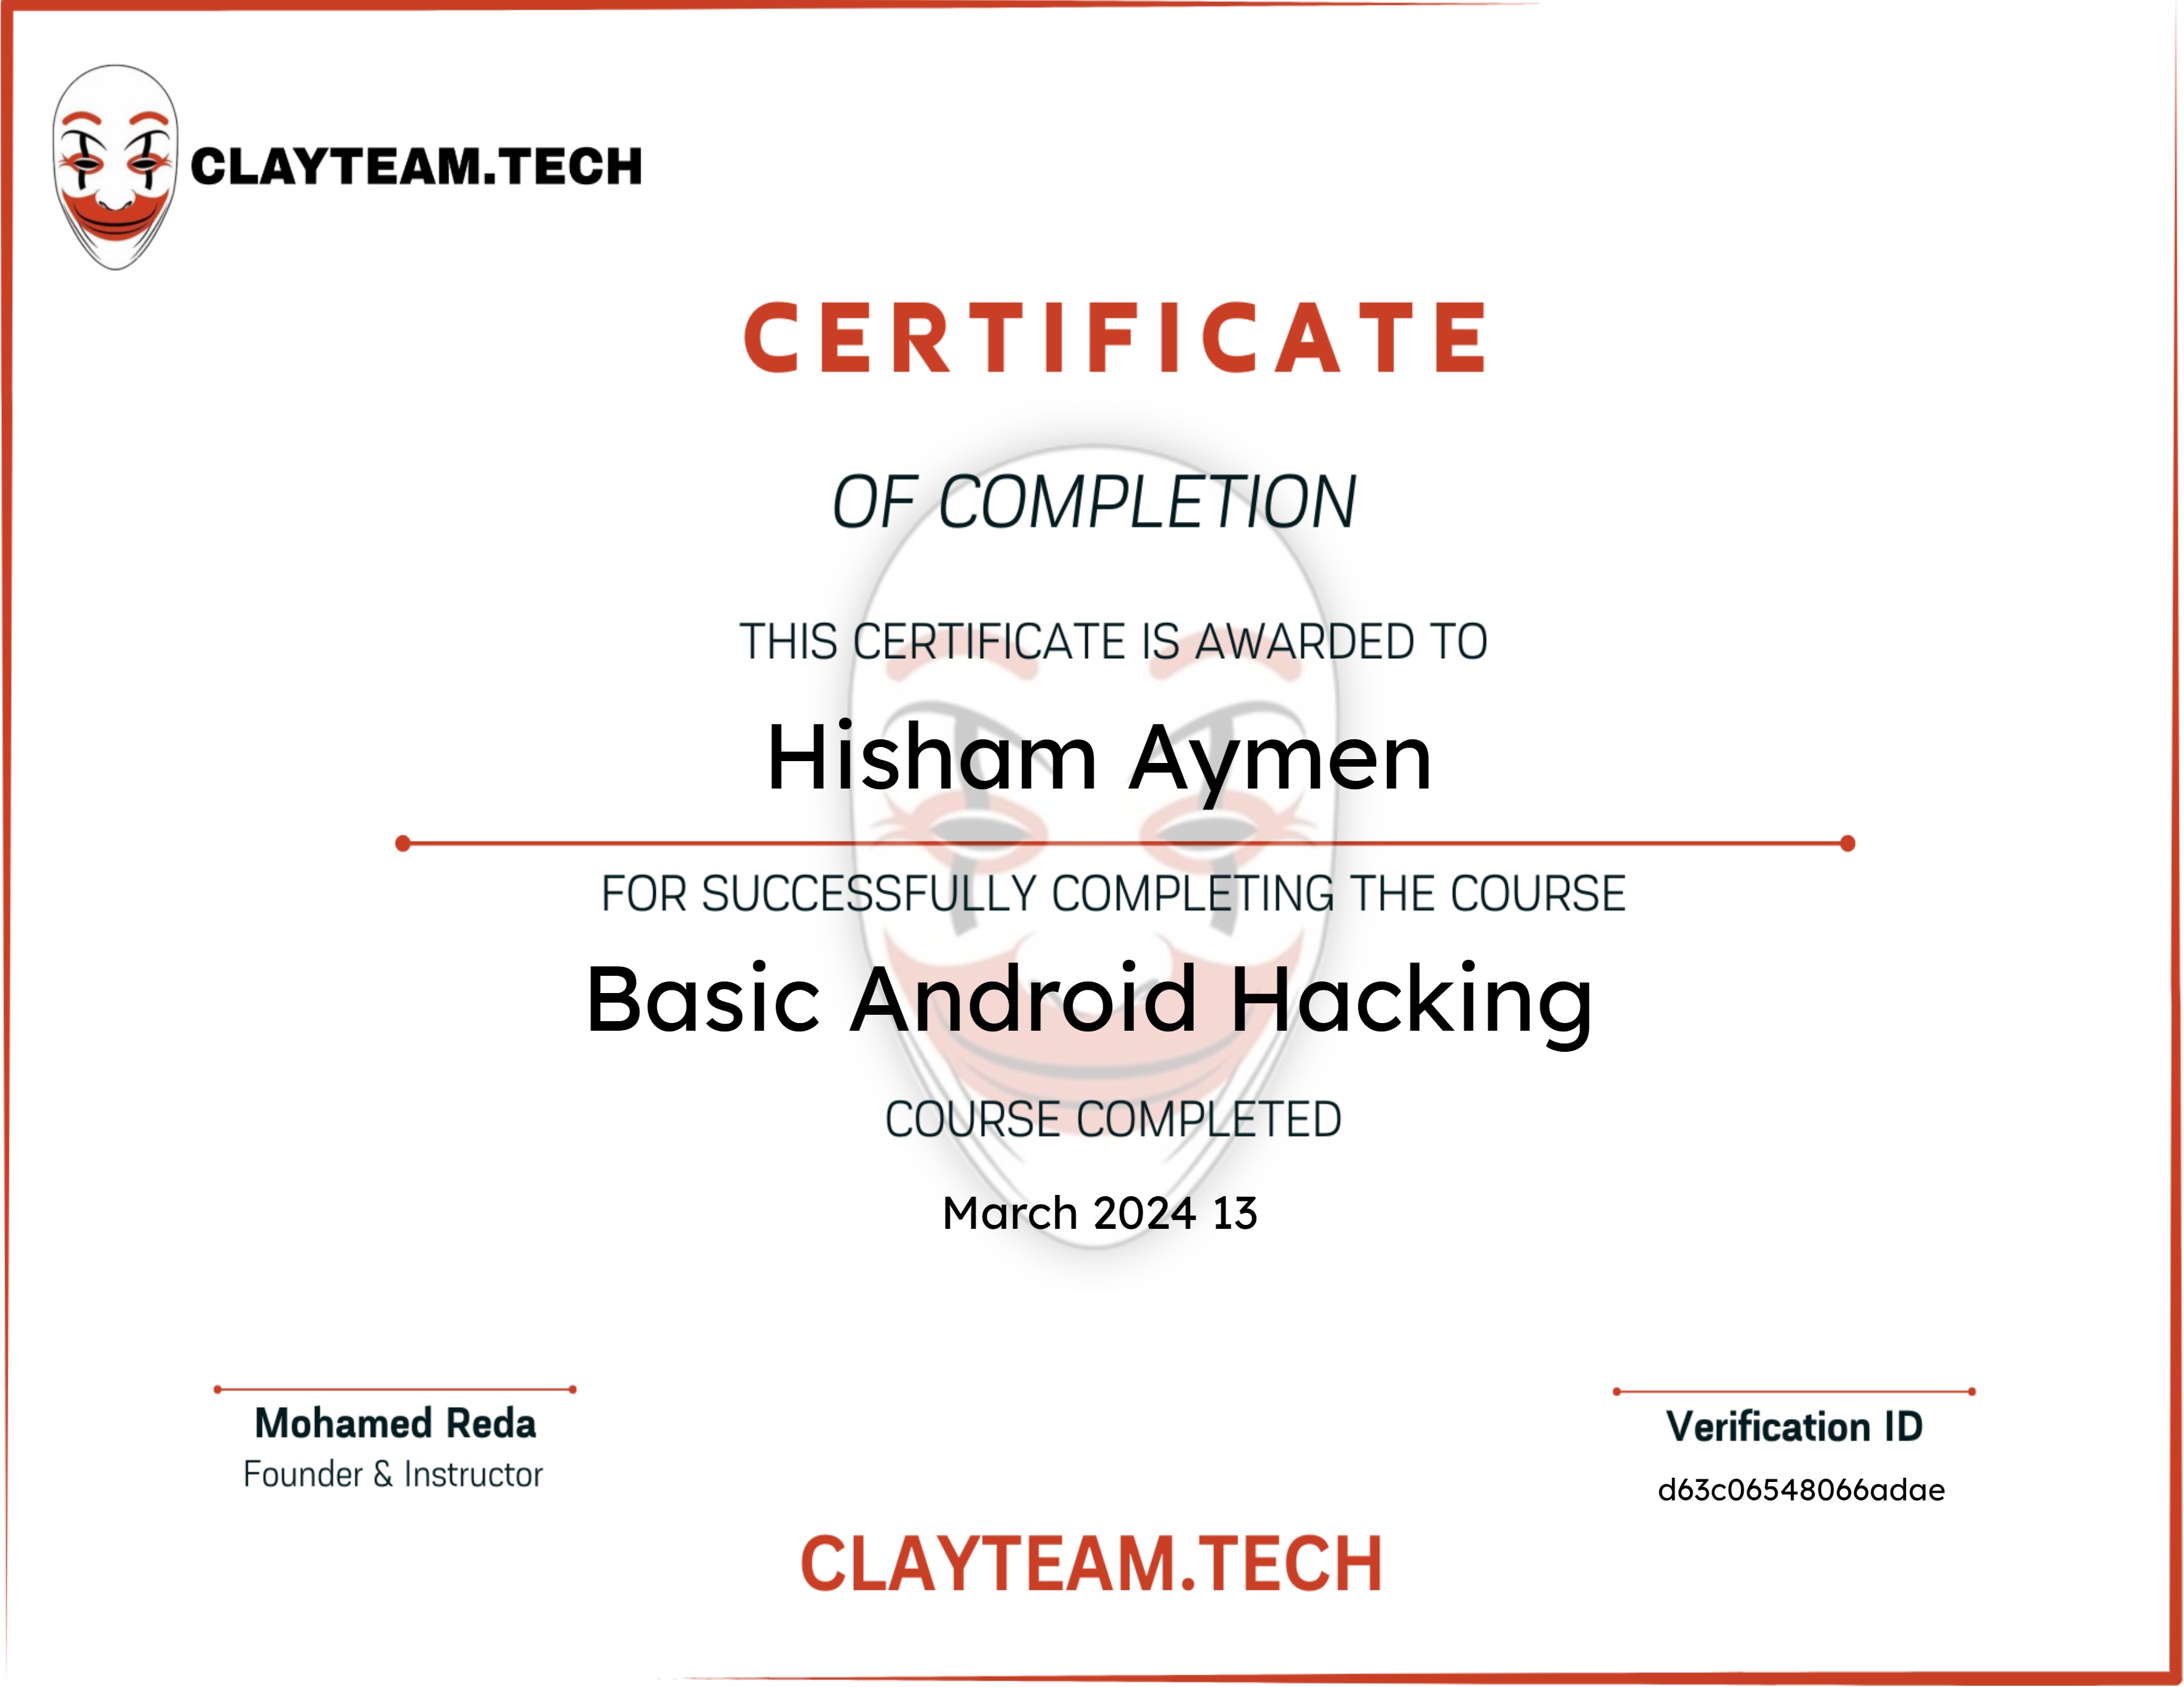 CLAYTEAM.TECH
CERTIFICATE
OF COMPLETION
THIS CERTIFICATE IS AWARDED TO
Hisham Aymen
FOR SUCCESSFULLY COMPLETING THE COURSE
Basic Android Hacking
COURSE COMPLETED
March 2024 13
Mohamed Reda
Founder & Instructor
Verification ID
d63c06548066adae
CLAYTEAM.TECH